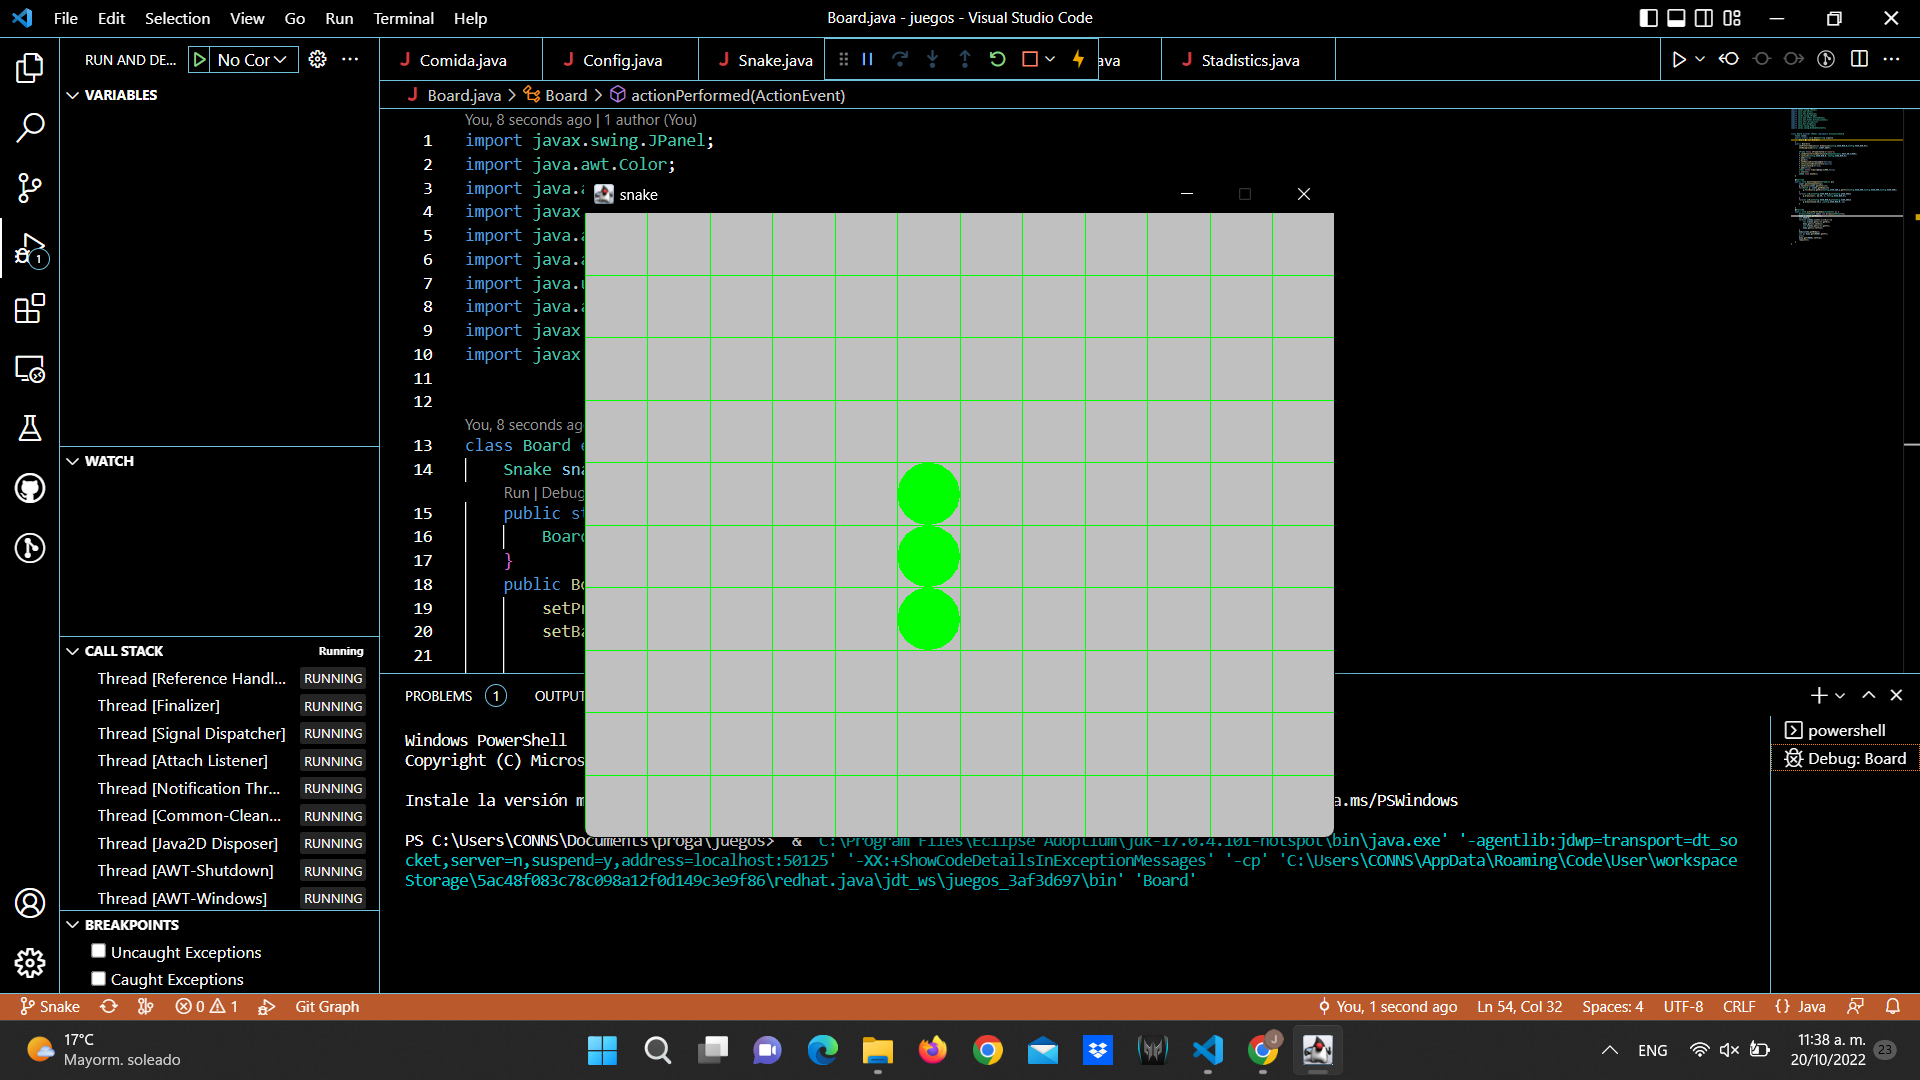 File Edit Selection View Go Run Terminal Help
Board.java - juegos - Visual Studio Code
RUN AND DE...
No Cor
Comida.java
Config.java
Snake.java
ava
Stadistics.java
VARIABLES
Board.java > Board > actionPerformed(ActionEvent)
You, 8 seconds ago | 1 author (You)
1 import javax.swing.JPanel;
2 import java.awt.Color;
3 import java.a
4 import javax
5 import java.a
6 import java.a
7 import java.u
8 import java.a
9 import javax
10 import javax
11
12
You, 8 seconds ag
13 class Board e
14 Snake sna
Run | Debug
15 public st
16 Board
17 }
18 public Bo
19 setPr
20 setBa
21
snake
WATCH
CALL STACK
Running
Thread [Reference Handl... RUNNING
Thread [Finalizer] RUNNING
Thread [Signal Dispatcher] RUNNING
Thread [Attach Listener] RUNNING
Thread [Notification Thr... RUNNING
Thread [Common-Clean... RUNNING
Thread [Java2D Disposer] RUNNING
Thread [AWT-Shutdown] RUNNING
Thread [AWT-Windows] RUNNING
BREAKPOINTS
Uncaught Exceptions
Caught Exceptions
PROBLEMS 1 OUTPUT
Windows PowerShell
Copyright (C) Micros
Instale la versión m
a.ms/PSWindows
PS C:\Users\CONNS\Documents\proga\juegos> & 'C:\Program Files\Eclipse Adoptium\jdk-17.0.4.101-hotspot\bin\java.exe' '-agentlib:jdwp=transport=dt_so
cket,server=n,suspend=y,address=localhost:50125' '-XX:+ShowCodeDetailsInExceptionMessages' '-cp' 'C:\Users\CONNS\AppData\Roaming\Code\User\workspace
Storage\5ac48f083c78c098a12f0d149c3e9f86\redhat.java\jdt_ws\juegos_3af3d697\bin' 'Board'
powershell
Debug: Board
Snake
0
1
Git Graph
You, 1 second ago
Ln 54, Col 32
Spaces: 4
UTF-8
CRLF
{ } Java
17°C
Mayorm. soleado
J
ENG
11:38 a. m.
20/10/2022
23